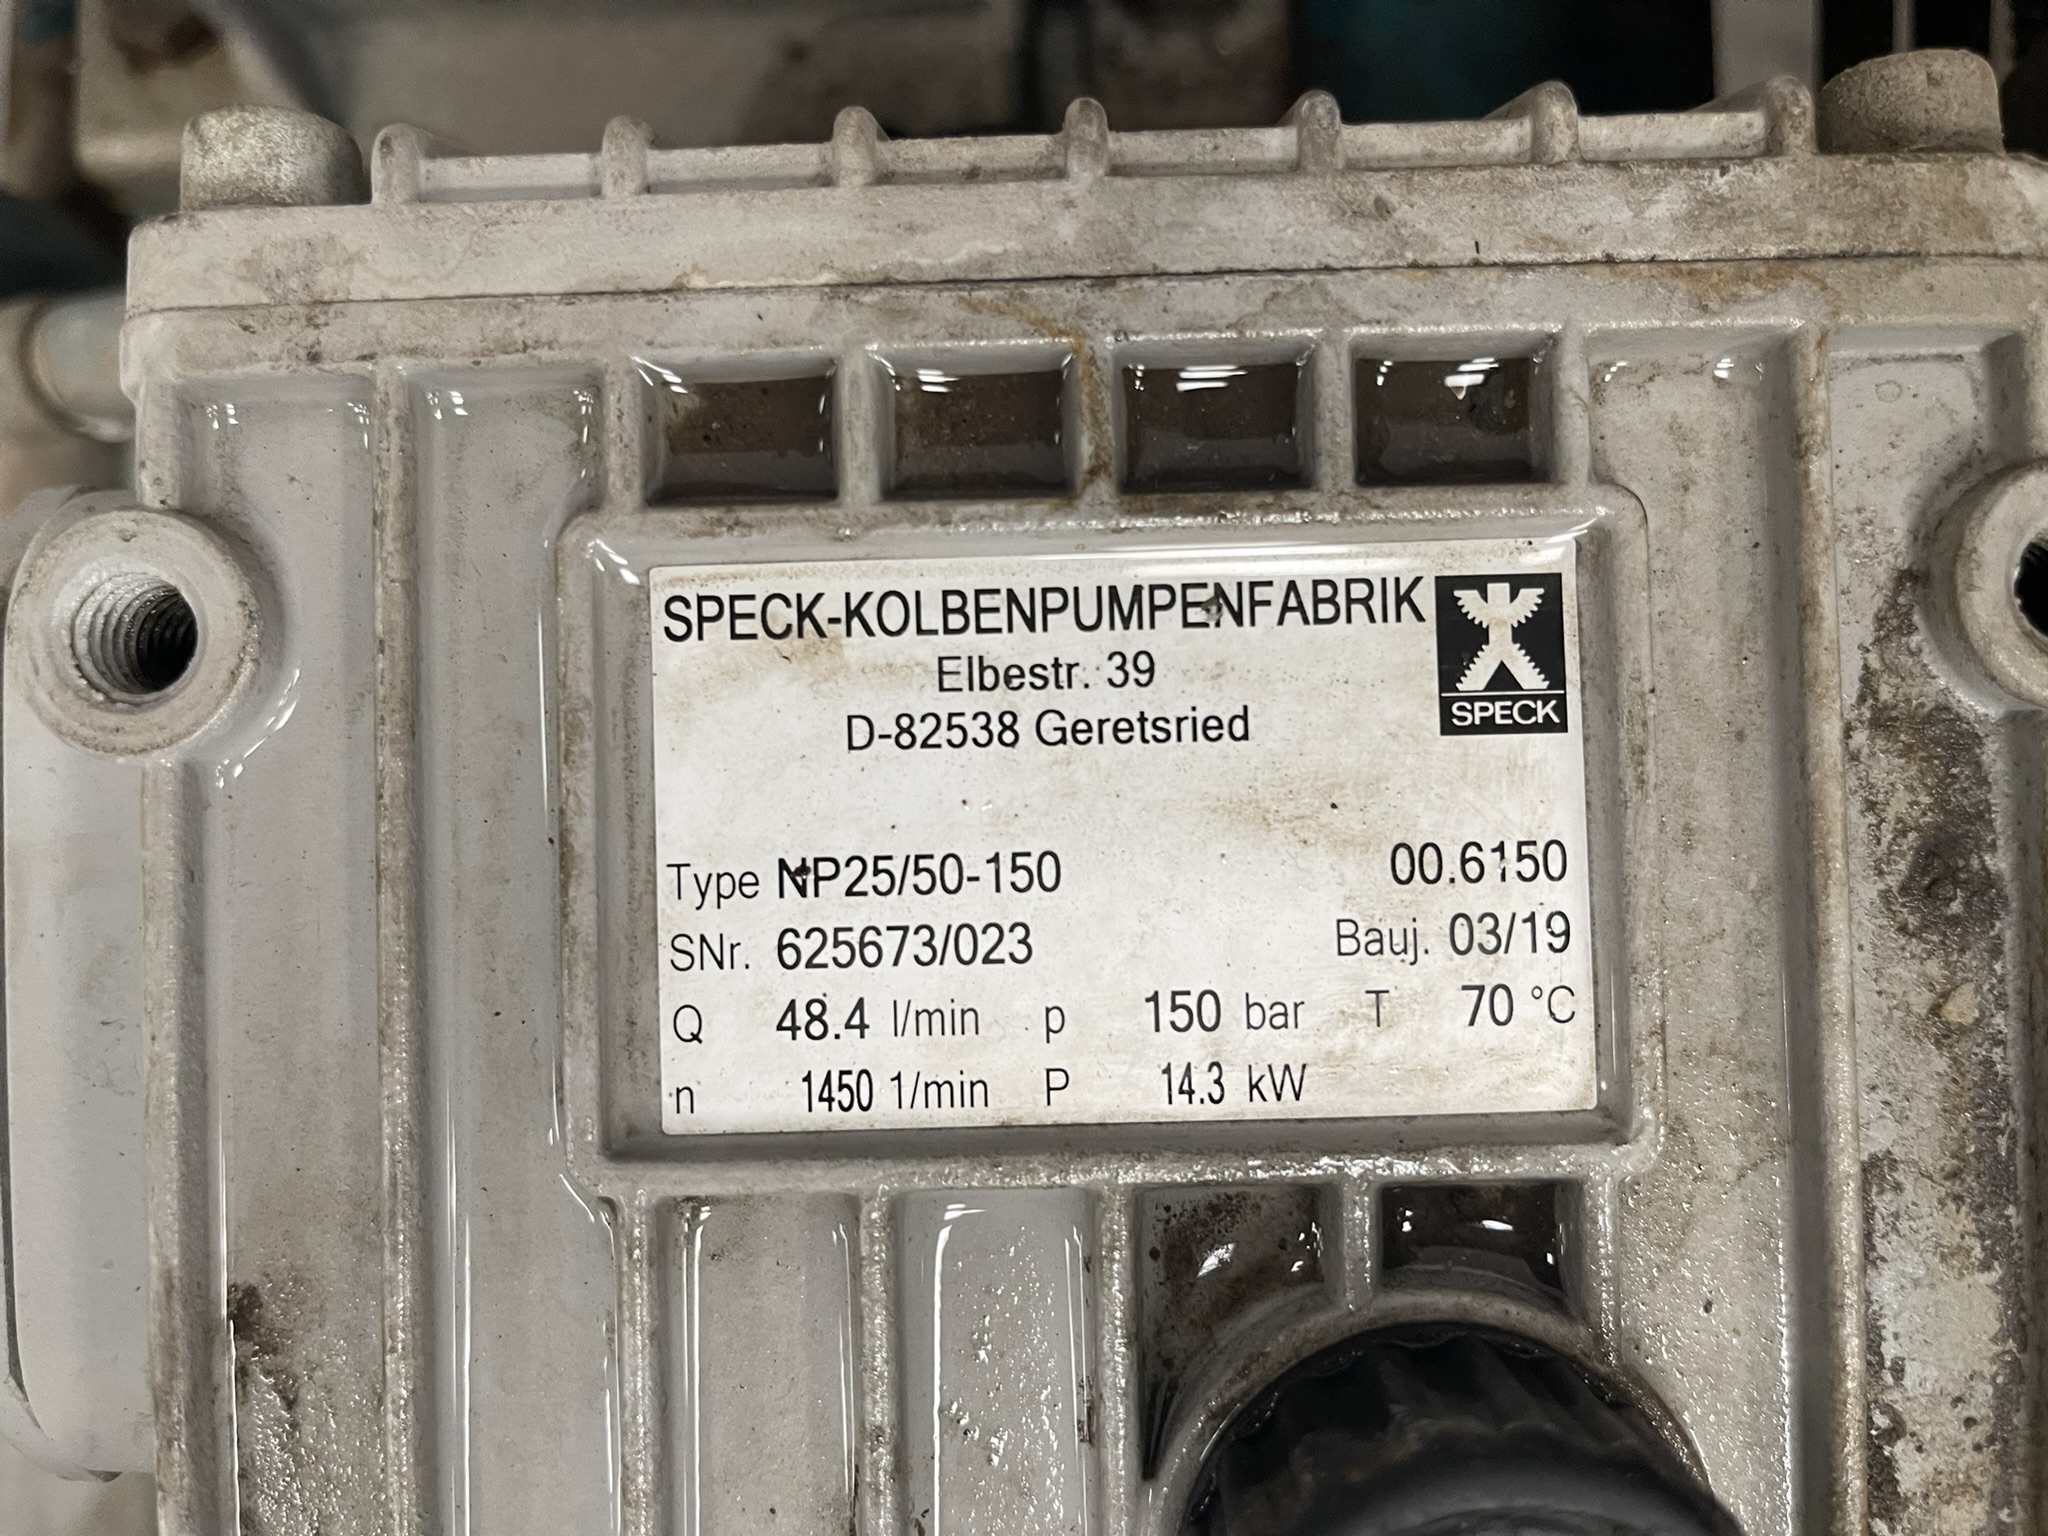 SPECK-KOLBENPUMPENFABRIK
Elbestr. 39
D-82538 Geretsried
SPECK
Type NP25/50-150 00.6150
SNr. 625673/023 Bauj. 03/19
Q 48.4 l/min p 150 bar T 70 °C
n 1450 1/min P 14.3 kW